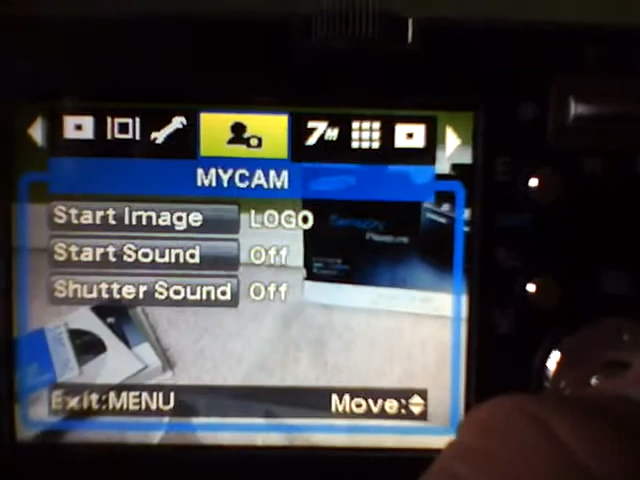 7M
MYCAM
Start Image LOGO
Start Sound Off
Shutter Sound Off
Exit:MENU Move: